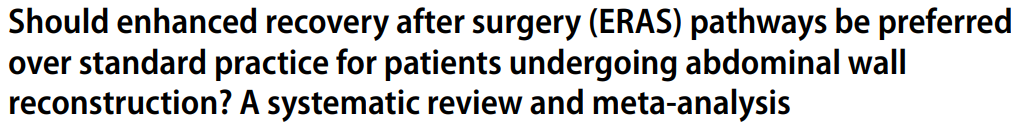 Should enhanced recovery after surgery (ERAS) pathways be preferred
over standard practice for patients undergoing abdominal wall
reconstruction? A systematic review and meta-analysis